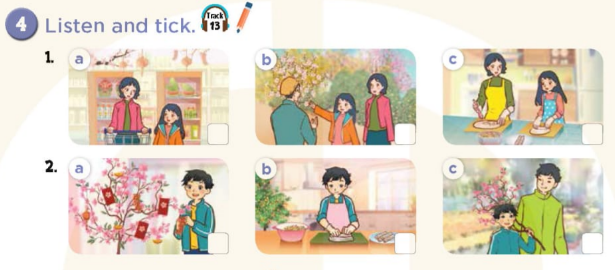 4 Listen and tick. Track 13
1. a b c
2. a b c